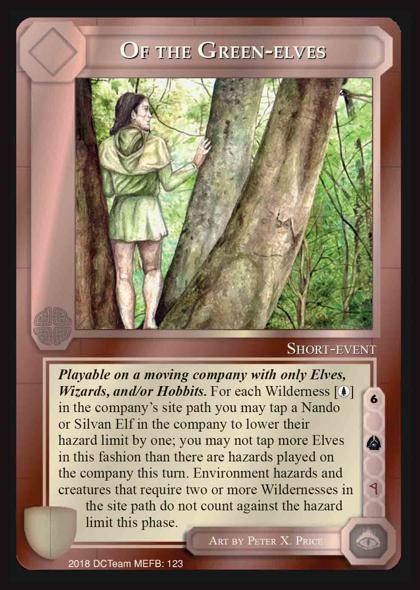 Of the Green-elves
Short-event
Playable on a moving company with only Elves,
Wizards, and/or Hobbits. For each Wilderness [ ]
in the company's site path you may tap a Nando
or Silvan Elf in the company to lower their
hazard limit by one; you may not tap more Elves
in this fashion than there are hazards played on
the company this turn. Environment hazards and
creatures that require two or more Wildernesses in
the site path do not count against the hazard
limit this phase.
6
Art by Peter X. Price
2018 DCTeam MEFB: 123